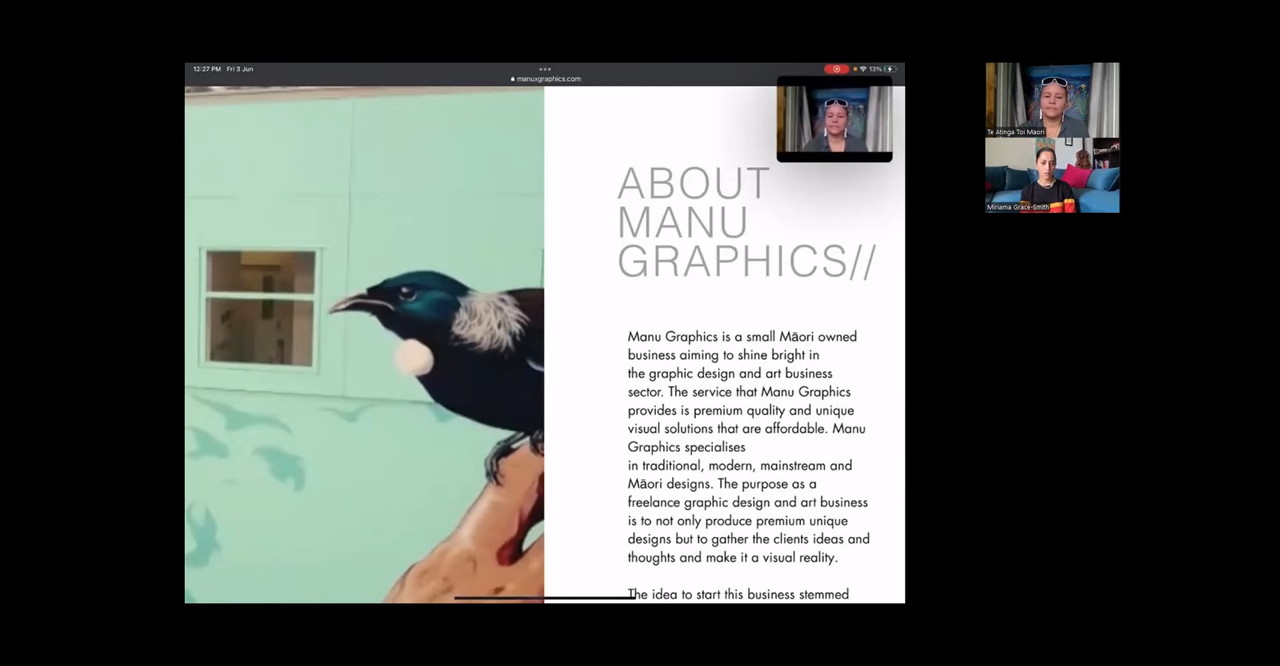 12:27 PM Fri 3 Jun
manuxgraphics.com
13%
ABOUT
MANU
GRAPHICS//
Manu Graphics is a small Māori owned
business aiming to shine bright in
the graphic design and art business
sector. The service that Manu Graphics
provides is premium quality and unique
visual solutions that are affordable. Manu
Graphics specialises
in traditional, modern, mainstream and
Māori designs. The purpose as a
freelance graphic design and art business
is to not only produce premium unique
designs but to gather the clients ideas and
thoughts and make it a visual reality.
The idea to start this business stemmed
Te Atinga Toi Maori
Miriama Grace-Smith